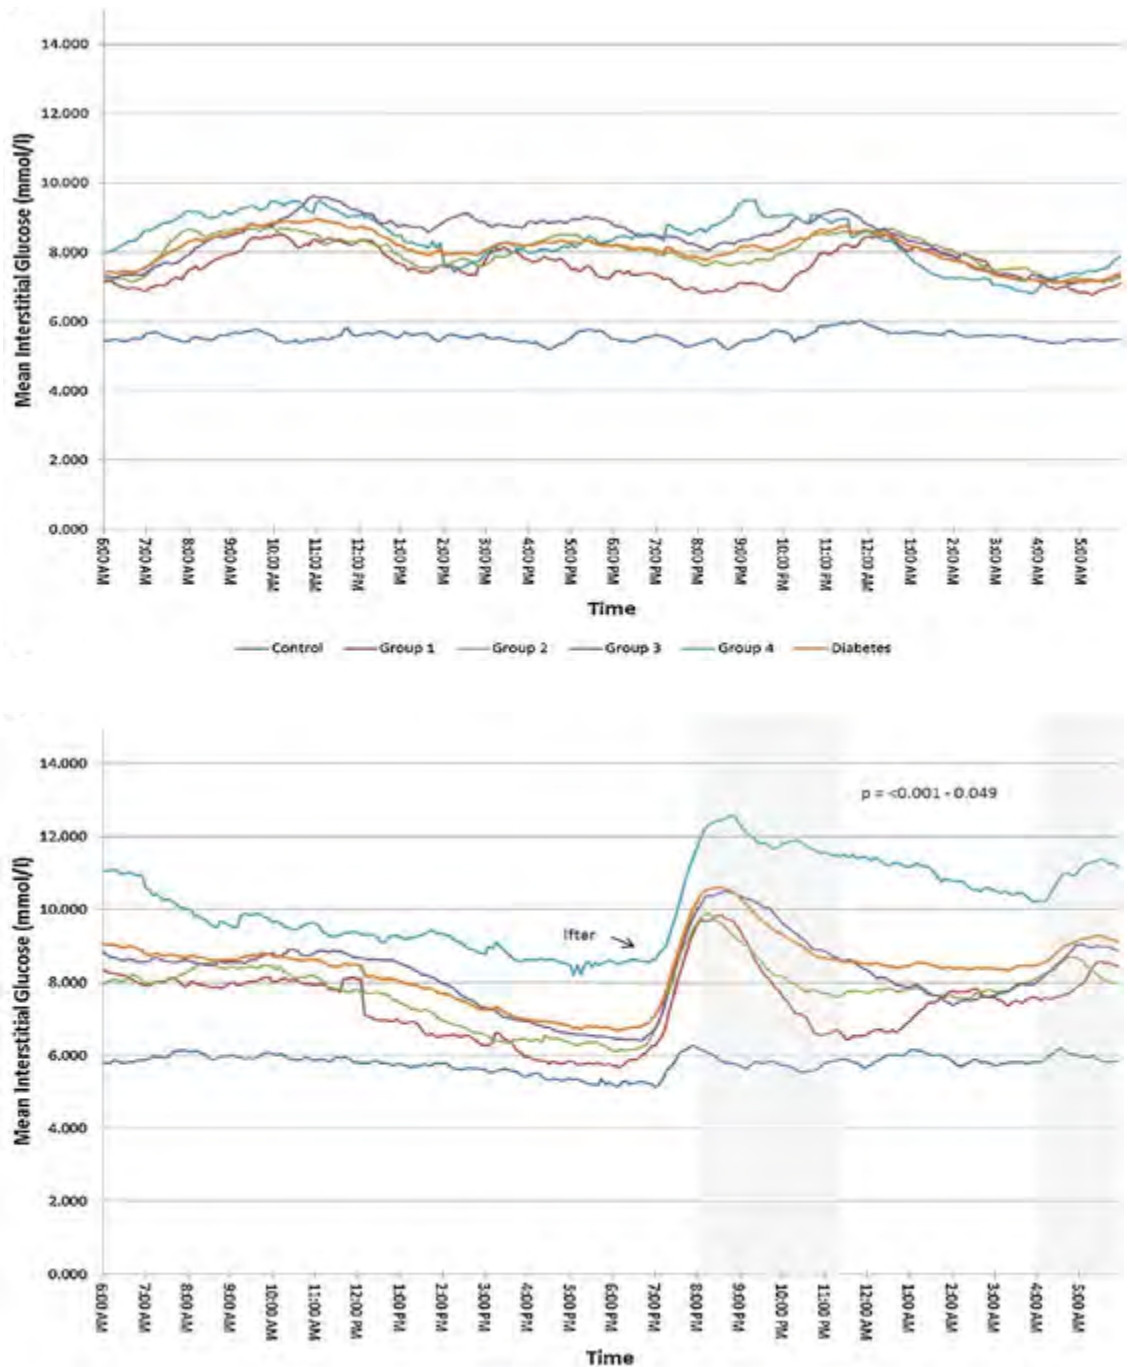 Mean Interstitial Glucose (mmol/l)
14.000
12.000
10.000
8.000
6.000
4.000
2.000
0.000
6:00 AM
7:00 AM
8:00 AM
9:00 AM
10:00 AM
11:00 AM
12:00 PM
1:00 PM
2:00 PM
3:00 PM
4:00 PM
5:00 PM
6:00 PM
7:00 PM
8:00 PM
9:00 PM
10:00 PM
11:00 PM
12:00 AM
1:00 AM
2:00 AM
3:00 AM
4:00 AM
5:00 AM
Time
Control Group 1 Group 2 Group 3 Group 4 Diabetes
Mean Interstitial Glucose (mmol/l)
14.000
12.000
10.000
8.000
6.000
4.000
2.000
0.000
p = <0.001 - 0.049
Ifter
6:00 AM
7:00 AM
8:00 AM
9:00 AM
10:00 AM
11:00 AM
12:00 PM
1:00 PM
2:00 PM
3:00 PM
4:00 PM
5:00 PM
6:00 PM
7:00 PM
8:00 PM
9:00 PM
10:00 PM
11:00 PM
12:00 AM
1:00 AM
2:00 AM
3:00 AM
4:00 AM
5:00 AM
Time